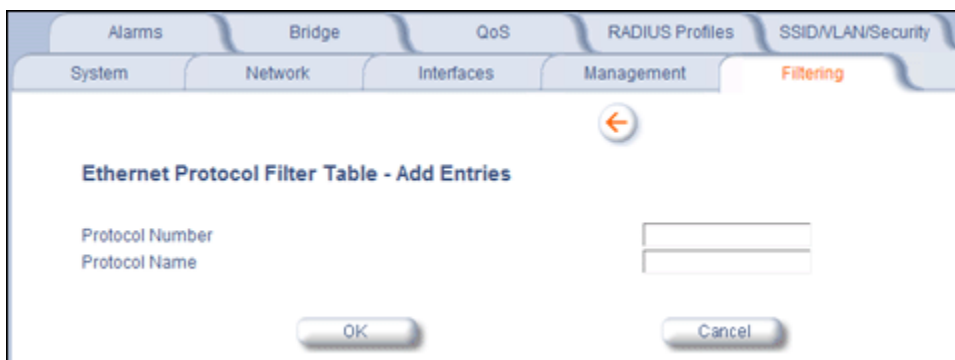 Alarms Bridge QoS RADIUS Profiles SSID/VLAN/Security
System Network Interfaces Management Filtering
Ethernet Protocol Filter Table - Add Entries
Protocol Number
Protocol Name
OK Cancel